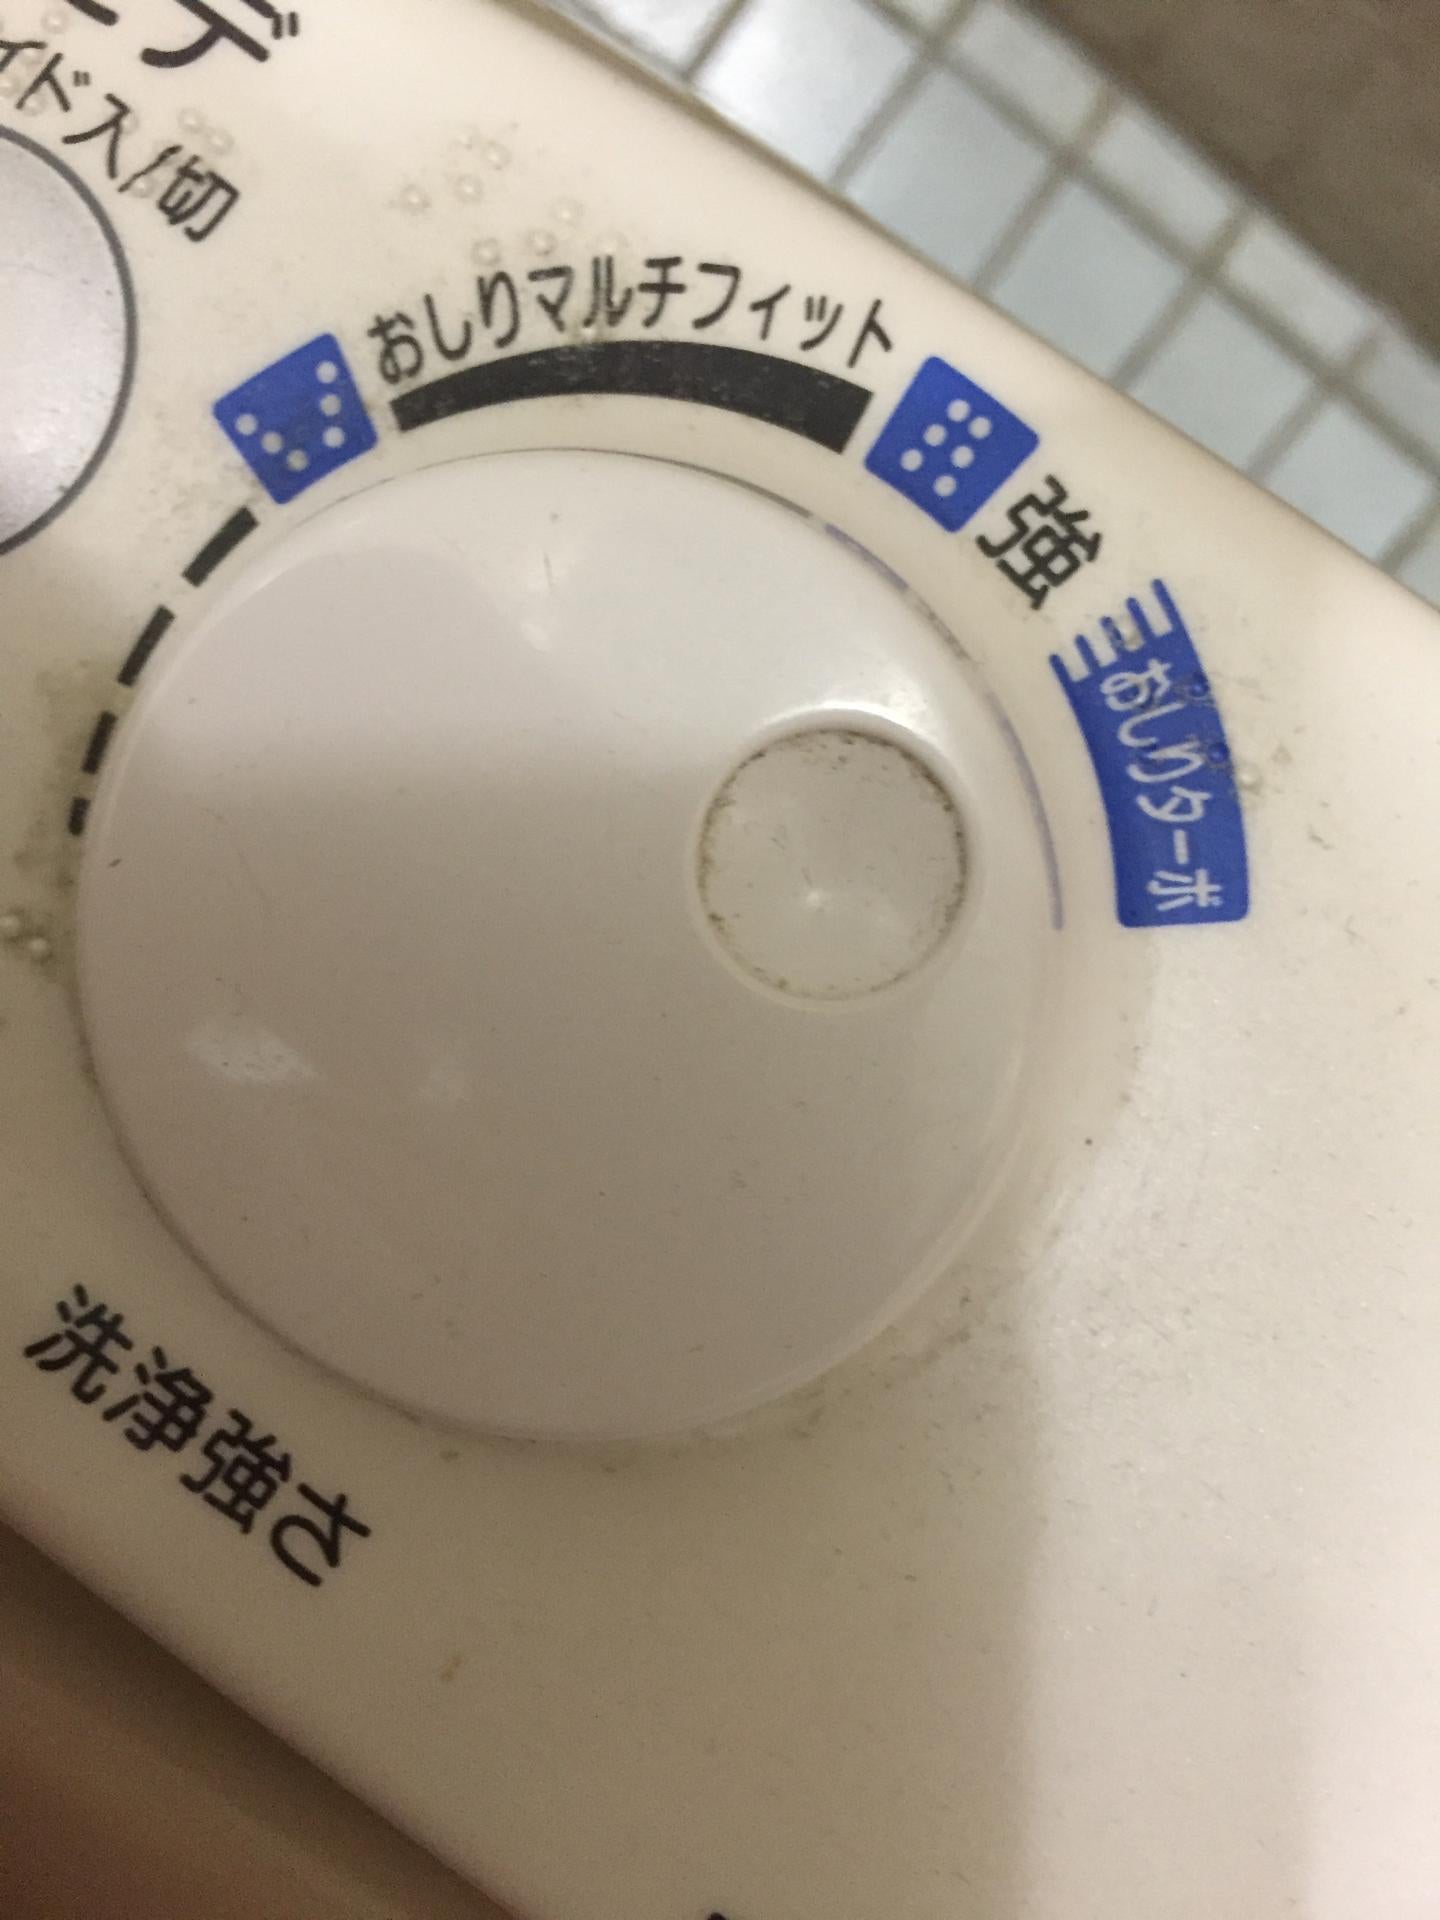 デ
イド入/切
おしりマルチフィット
強
おしりターボ
洗浄強さ